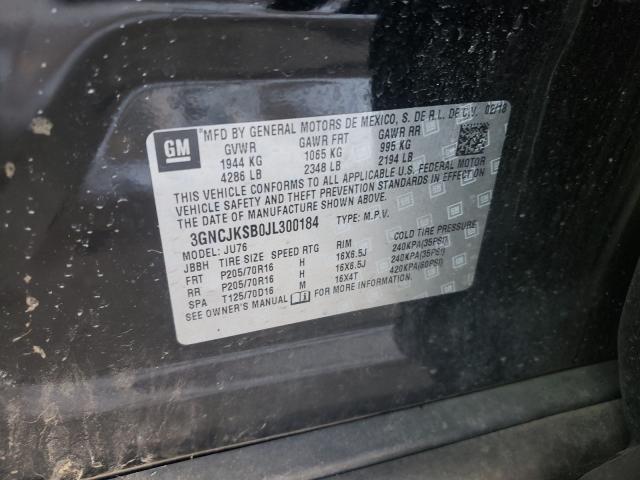 GM
MFD BY GENERAL MOTORS DE MEXICO, S. DE R.L. DE C.V. 02/18
GVWR GAWR FRT GAWR RR
1944 KG 1065 KG 995 KG
4286 LB 2348 LB 2194 LB
THIS VEHICLE CONFORMS TO ALL APPLICABLE U.S. FEDERAL MOTOR
VEHICLE SAFETY AND THEFT PREVENTION STANDARDS IN EFFECT
ON THE DATE OF MANUFACTURE SHOWN ABOVE.
3GNCJKSB0JL300184 TYPE: M.P.V.
MODEL: JU76
JBBH TIRE SIZE SPEED RTG RIM COLD TIRE PRESSURE
FRT P205/70R16 H 16X6.5J 240KPA(35PSI)
RR P205/70R16 H 16X6.5J 240KPA(35PSI)
SPA T125/70D16 M 16X4T 420KPA(60PSI)
SEE OWNER'S MANUAL FOR MORE INFORMATION.